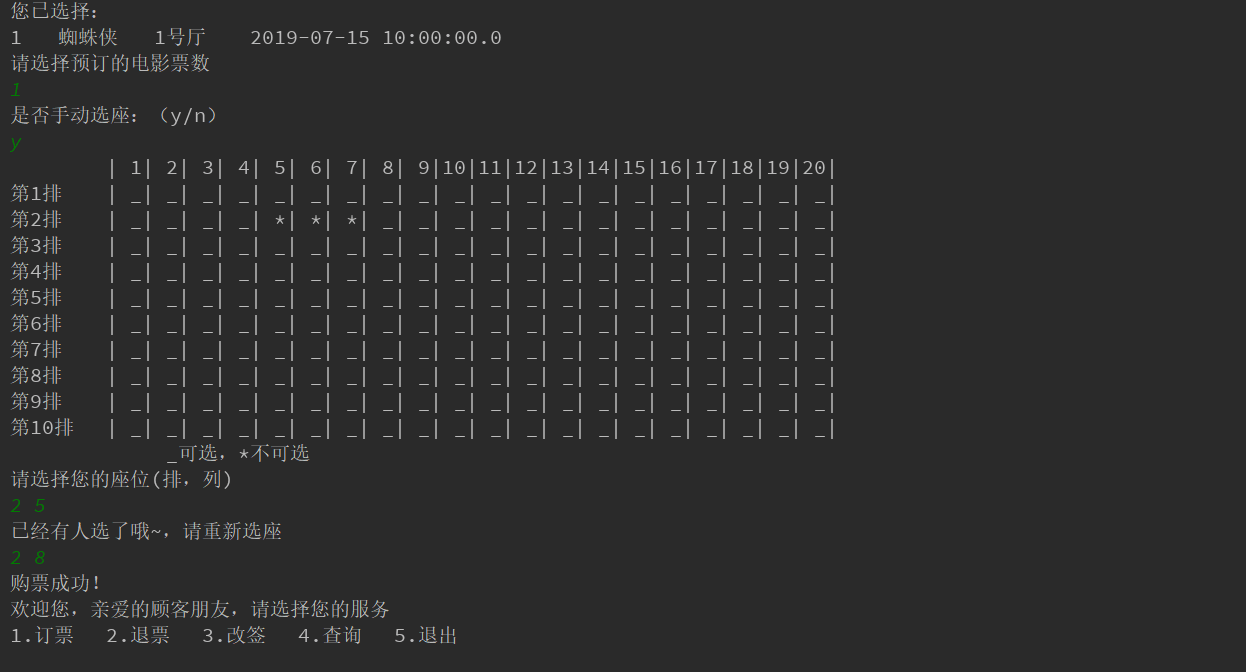 您已选择:
1   蜘蛛侠   1号厅    2019-07-15 10:00:00.0
请选择预订的电影票数
1
是否手动选座: （y/n）
y
        | 1| 2| 3| 4| 5| 6| 7| 8| 9|10|11|12|13|14|15|16|17|18|19|20|
第1排    | _| _| _| _| _| _| _| _| _| _| _| _| _| _| _| _| _| _| _| _|
第2排    | _| _| _| _| *| *| *| _| _| _| _| _| _| _| _| _| _| _| _| _|
第3排    | _| _| _| _| _| _| _| _| _| _| _| _| _| _| _| _| _| _| _| _|
第4排    | _| _| _| _| _| _| _| _| _| _| _| _| _| _| _| _| _| _| _| _|
第5排    | _| _| _| _| _| _| _| _| _| _| _| _| _| _| _| _| _| _| _| _|
第6排    | _| _| _| _| _| _| _| _| _| _| _| _| _| _| _| _| _| _| _| _|
第7排    | _| _| _| _| _| _| _| _| _| _| _| _| _| _| _| _| _| _| _| _|
第8排    | _| _| _| _| _| _| _| _| _| _| _| _| _| _| _| _| _| _| _| _|
第9排    | _| _| _| _| _| _| _| _| _| _| _| _| _| _| _| _| _| _| _| _|
第10排   | _| _| _| _| _| _| _| _| _| _| _| _| _| _| _| _| _| _| _| _|
_可选，*不可选
请选择您的座位(排，列)
2 5
已经有人选了哦~，请重新选座
2 8
购票成功!
欢迎您，亲爱的顾客朋友，请选择您的服务
1.订票   2.退票   3.改签   4.查询   5.退出